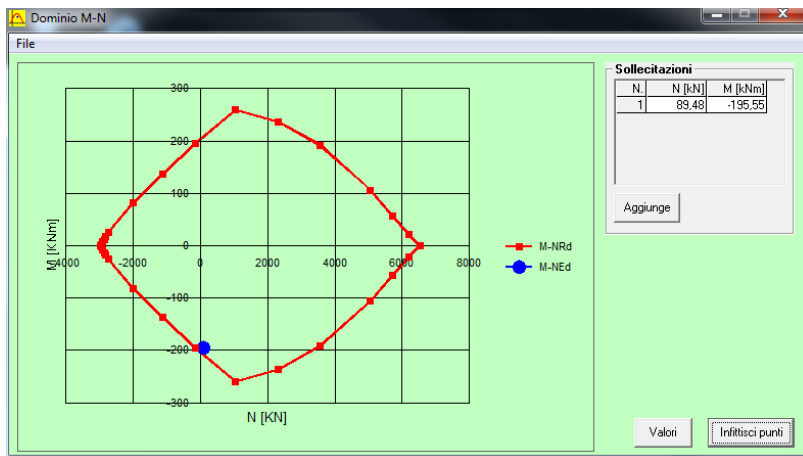 Dominio M-N
File
300
200
100
0
-100
-200
-300
M [KNm]
4000
-2000
0
2000
4000
6000
8000
N [KN]
M-NRd
M-NEd
Sollecitazioni
N. N [kN] M [kNm]
1 89,48 -195,55
Aggiunge
Valori
Infittisci punti